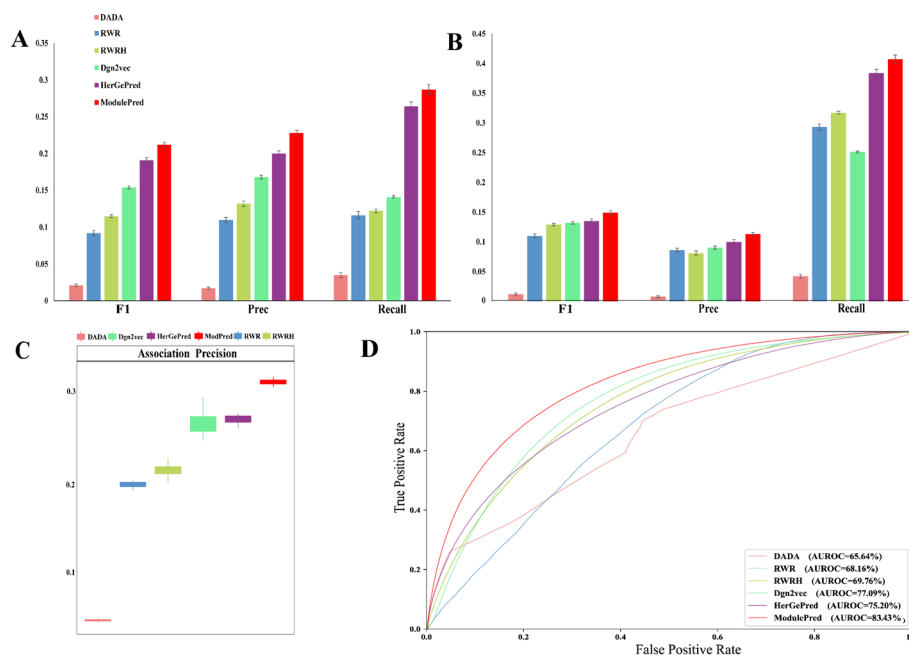 A
DADA
RWR
RWRH
Dgn2vec
HerGePred
ModulePred
0.35
0.3
0.25
0.2
0.15
0.1
0.05
0
F1 Prec Recall
B
0.45
0.4
0.35
0.3
0.25
0.2
0.15
0.1
0.05
0
F1 Prec Recall
C
DADA Dgn2vec HerGePred ModPred RWR RWRH
Association Precision
0.3
0.2
0.1
D
True Positive Rate
1.0
0.8
0.6
0.4
0.2
0.0
0.0 0.2 0.4 0.6 0.8 1
False Positive Rate
DADA (AUROC=65.64%)
RWR (AUROC=68.16%)
RWRH (AUROC=69.76%)
Dgn2vec (AUROC=77.09%)
HerGePred (AUROC=75.20%)
ModulePred (AUROC=83.43%)